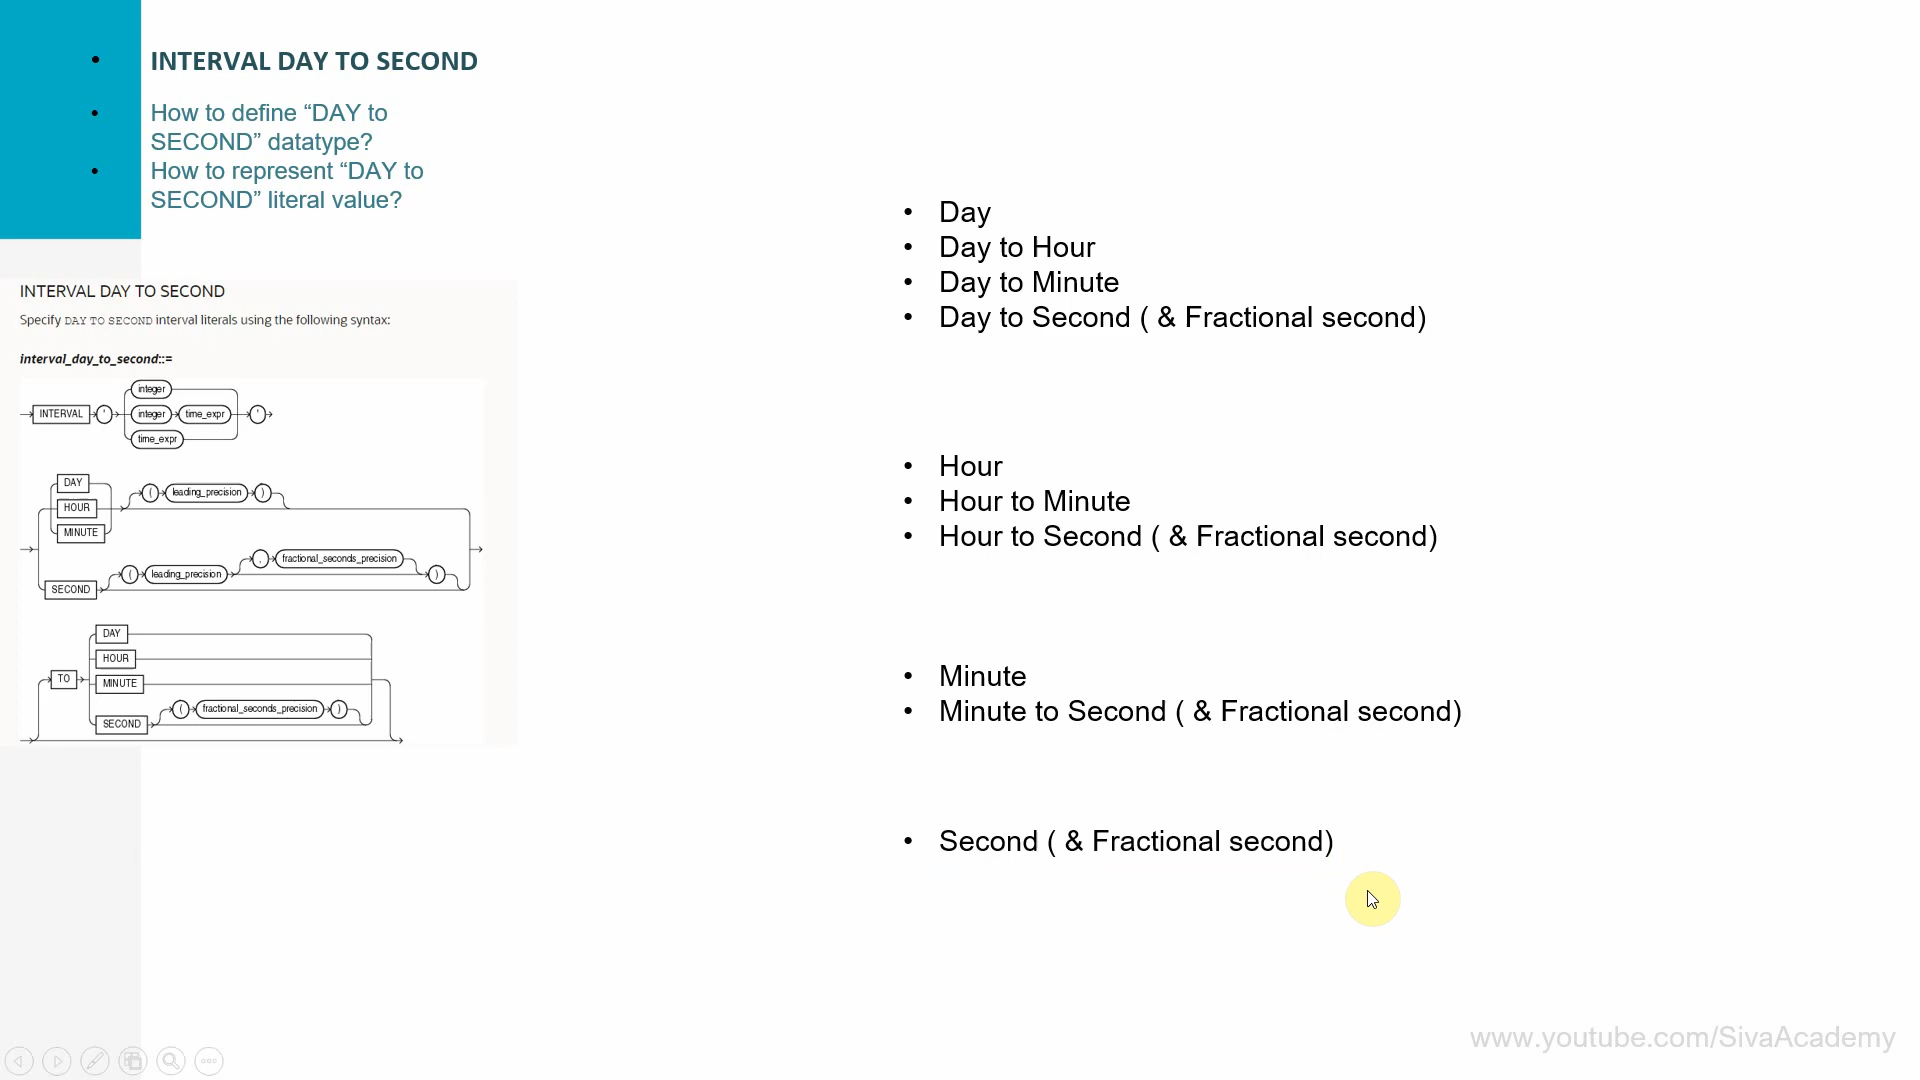 • INTERVAL DAY TO SECOND
• How to define “DAY to
SECOND” datatype?
• How to represent “DAY to
SECOND” literal value?
INTERVAL DAY TO SECOND
Specify DAY TO SECOND interval literals using the following syntax:
interval_day_to_second::=
integer
INTERVAL ' integer time_expr '
time_expr
DAY ( leading_precision )
HOUR
MINUTE
, fractional_seconds_precision
( leading_precision )
SECOND
DAY
HOUR
TO
MINUTE
( fractional_seconds_precision )
SECOND
• Day
• Day to Hour
• Day to Minute
• Day to Second ( & Fractional second)
• Hour
• Hour to Minute
• Hour to Second ( & Fractional second)
• Minute
• Minute to Second ( & Fractional second)
• Second ( & Fractional second)
www.youtube.com/SivaAcademy